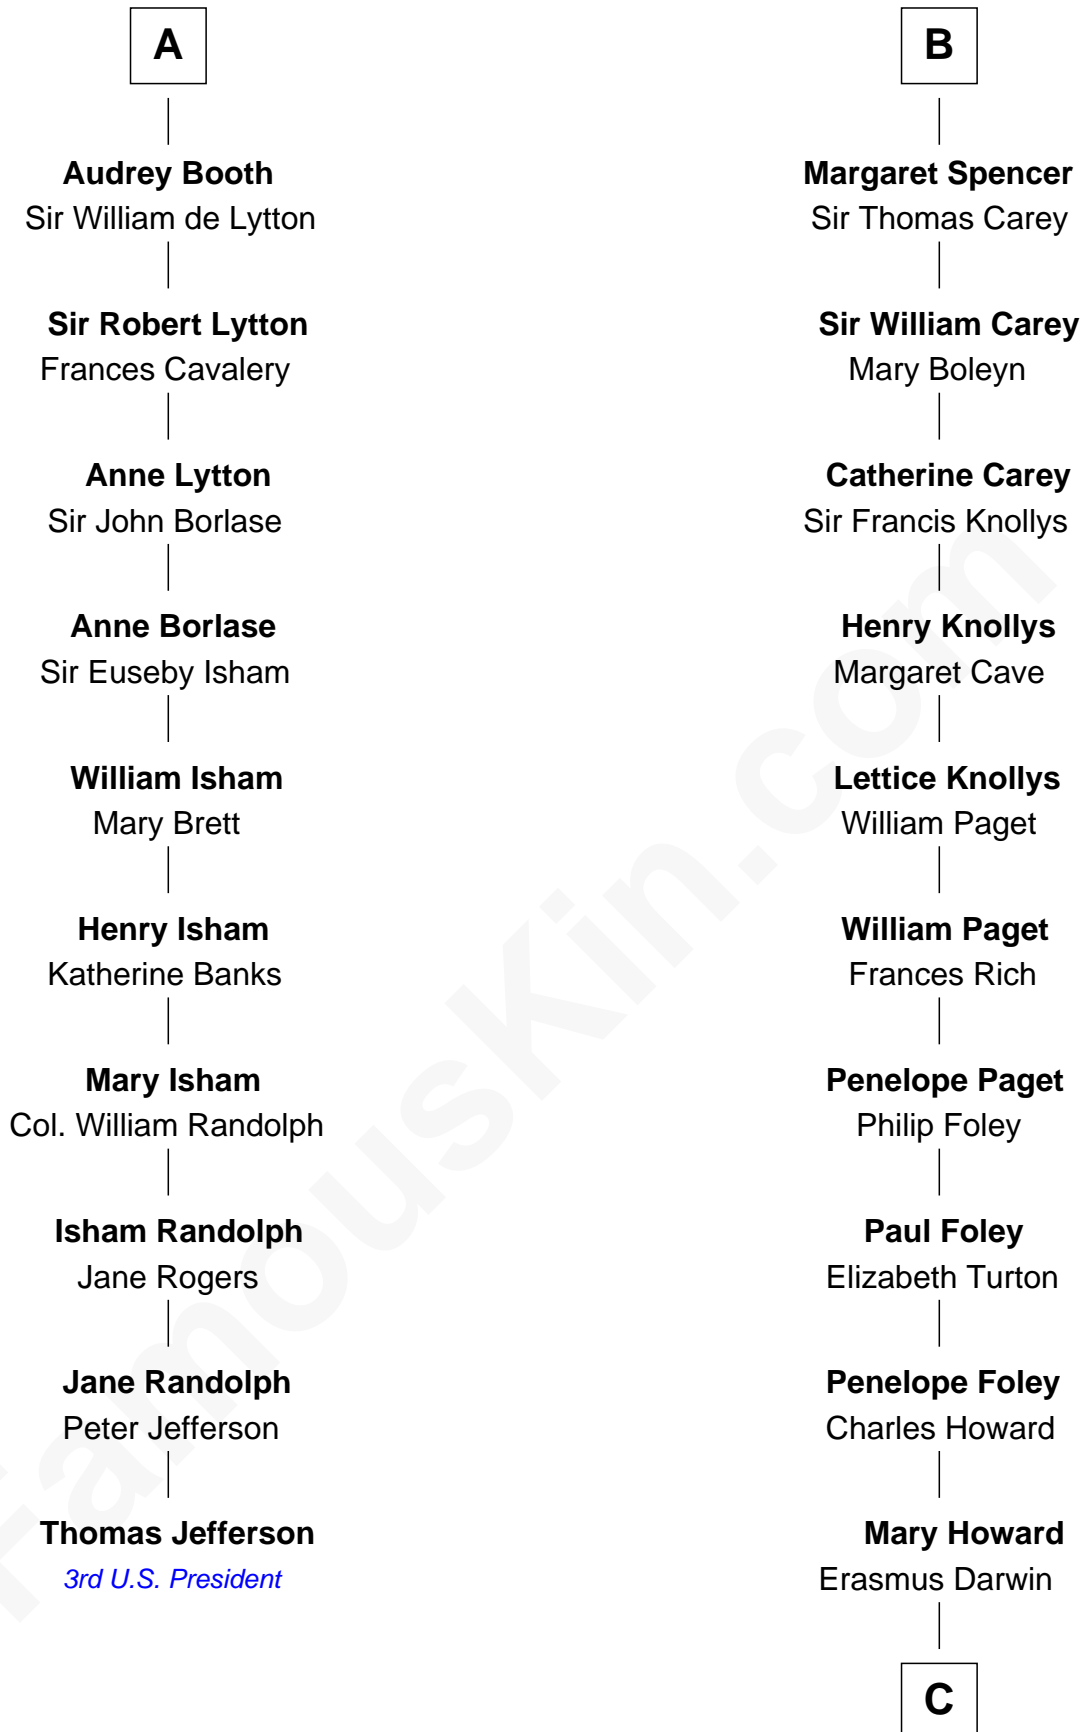 A
Audrey Booth
Sir William de Lytton
Sir Robert Lytton
Frances Cavalery
Anne Lytton
Sir John Borlase
Anne Borlase
Sir Euseby Isham
William Isham
Mary Brett
Henry Isham
Katherine Banks
Mary Isham
Col. William Randolph
Isham Randolph
Jane Rogers
Jane Randolph
Peter Jefferson
Thomas Jefferson
3rd U.S. President
B
Margaret Spencer
Sir Thomas Carey
Sir William Carey
Mary Boleyn
Catherine Carey
Sir Francis Knollys
Henry Knollys
Margaret Cave
Lettice Knollys
William Paget
William Paget
Frances Rich
Penelope Paget
Philip Foley
Paul Foley
Elizabeth Turton
Penelope Foley
Charles Howard
Mary Howard
Erasmus Darwin
C
FamousKin.com